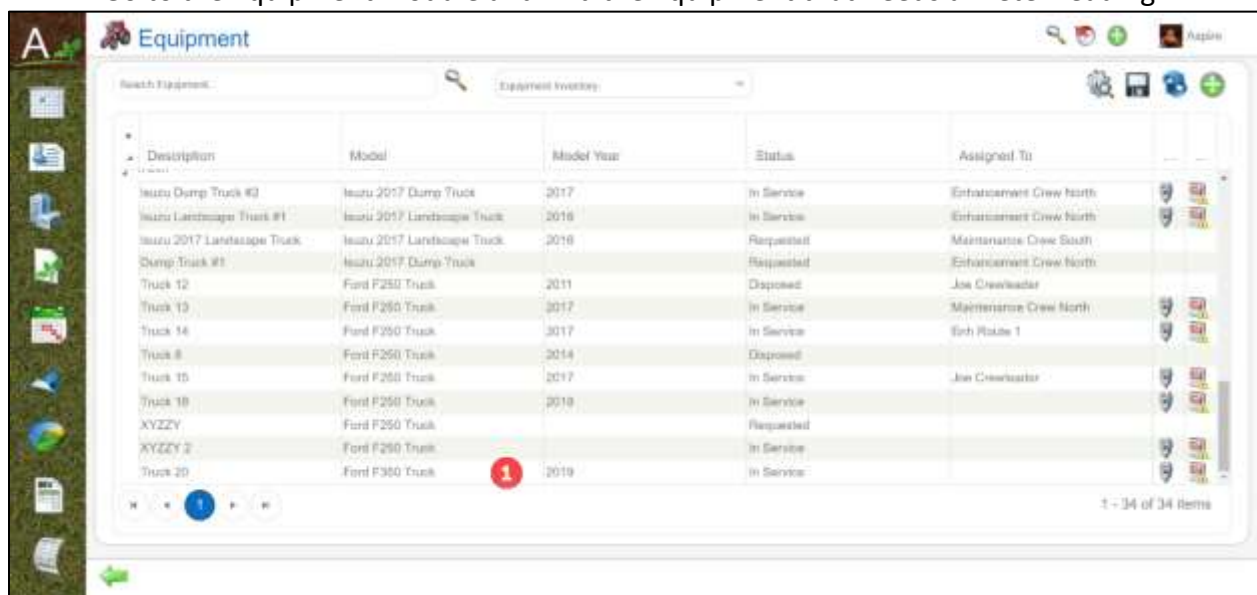 A
Equipment
Aspire
Search Equipment...
Equipment Inventory
Description Model Model Year Status Assigned To ... ...
Isuzu Dump Truck #2 Isuzu 2017 Dump Truck 2017 In Service Enhancement Crew North
Isuzu Landscape Truck #1 Isuzu 2017 Landscape Truck 2016 In Service Enhancement Crew North
Isuzu 2017 Landscape Truck Isuzu 2017 Landscape Truck 2016 Requested Maintenance Crew South
Dump Truck #1 Isuzu 2017 Dump Truck Requested Enhancement Crew North
Truck 12 Ford F250 Truck 2011 Disposed Joe Crewleader
Truck 13 Ford F250 Truck 2017 In Service Maintenance Crew North
Truck 14 Ford F250 Truck 2017 In Service Enh Route 1
Truck 8 Ford F250 Truck 2014 Disposed
Truck 15 Ford F250 Truck 2017 In Service Joe Crewleader
Truck 18 Ford F250 Truck 2018 In Service
XYZZY Ford F250 Truck Requested
XYZZY 2 Ford F250 Truck In Service
Truck 20 Ford F350 Truck 1 2019 In Service
1 1 - 34 of 34 items